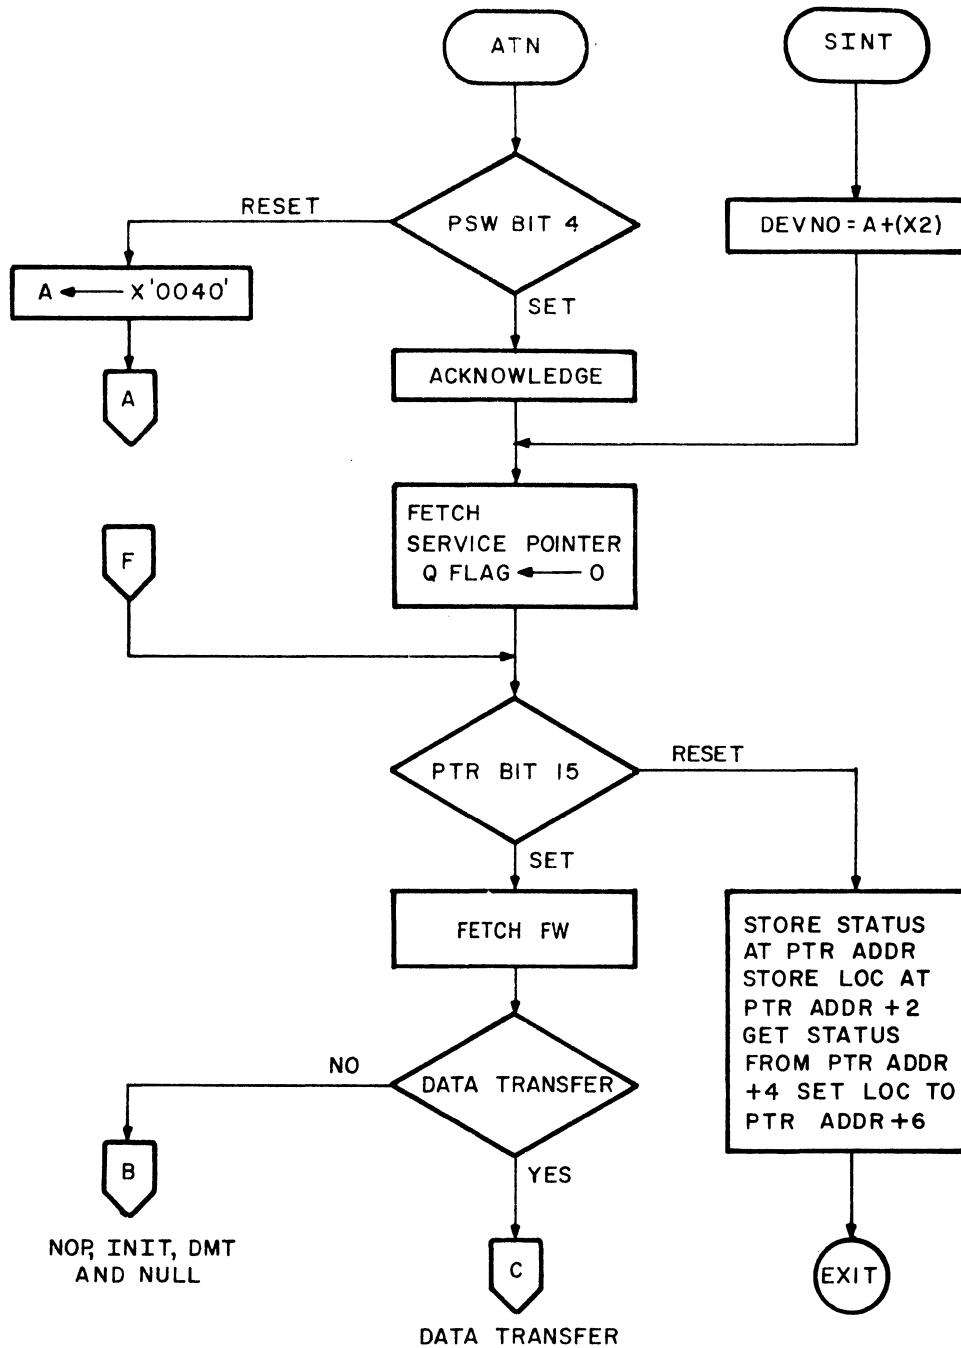 ATN
SINT
RESET
PSW BIT 4
DEVNO = A+(X2)
A ← X'0040'
SET
ACKNOWLEDGE
A
FETCH
SERVICE POINTER
Q FLAG ← 0
F
PTR BIT 15
RESET
SET
FETCH FW
STORE STATUS
AT PTR ADDR
STORE LOC AT
PTR ADDR +2
GET STATUS
FROM PTR ADDR
+4 SET LOC TO
PTR ADDR+6
NO
DATA TRANSFER
YES
B
NOP, INIT, DMT
AND NULL
C
EXIT
DATA TRANSFER